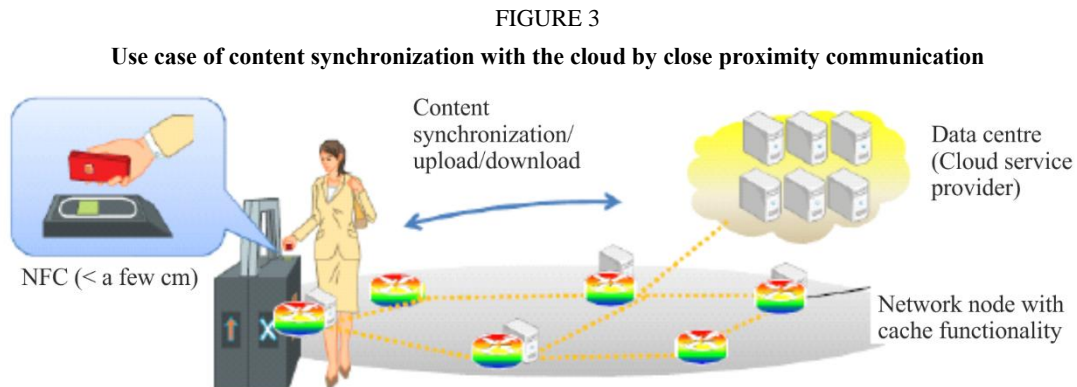 FIGURE 3
Use case of content synchronization with the cloud by close proximity communication
Content
synchronization/
upload/download
Data centre
(Cloud service
provider)
NFC (< a few cm)
Network node with
cache functionality
X